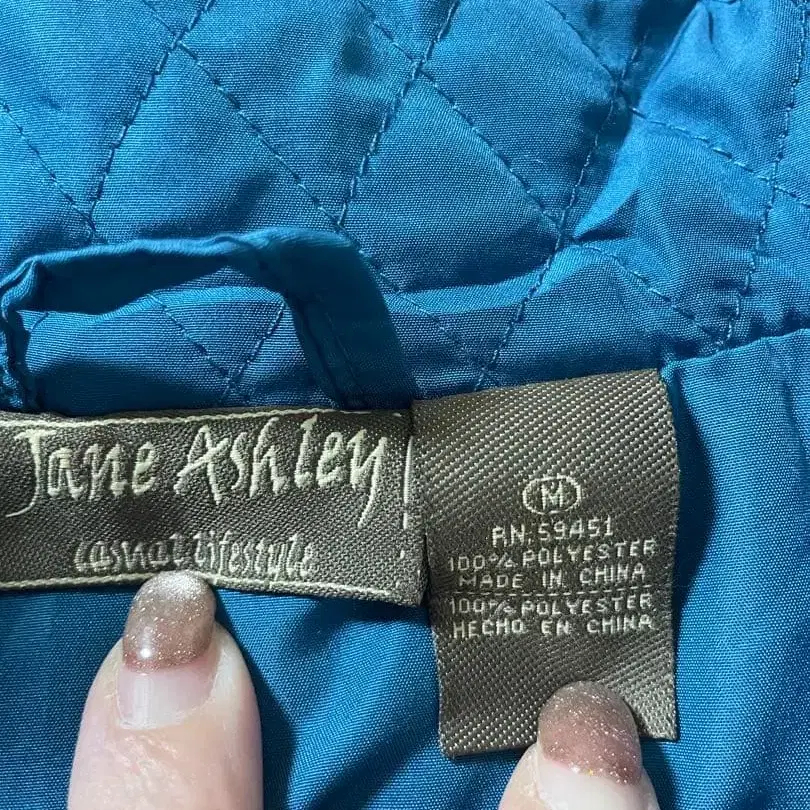 Jane Ashley
casual lifestyle
M
RN:59451
100% POLYESTER
MADE IN CHINA
100% POLYESTER
HECHO EN CHINA